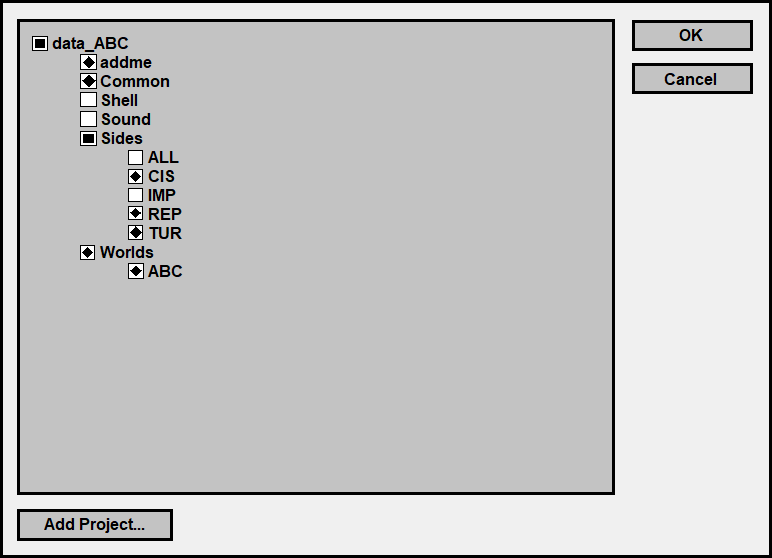 data_ABC
addme
Common
Shell
Sound
Sides
ALL
CIS
IMP
REP
TUR
Worlds
ABC
OK
Cancel
Add Project...